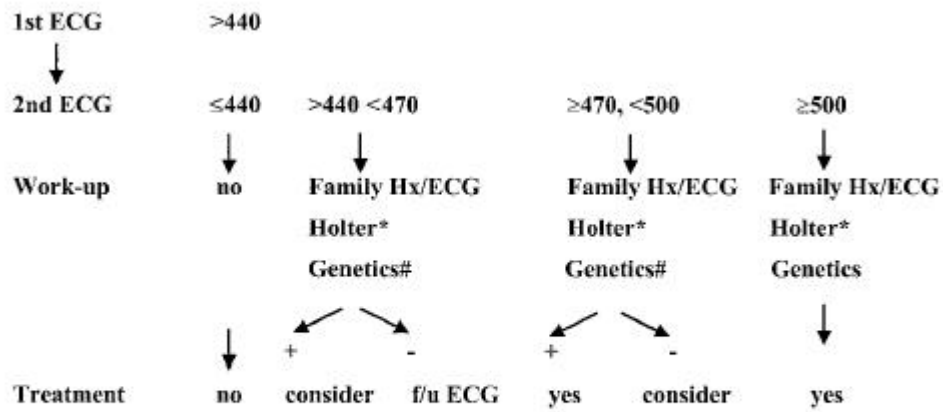 1st ECG >440
2nd ECG ≤440 >440 <470 ≥470, <500 ≥500
Work-up no Family Hx/ECG Family Hx/ECG Family Hx/ECG
Holter* Holter* Holter*
Genetics# Genetics# Genetics
+ - + -
Treatment no consider f/u ECG yes consider yes